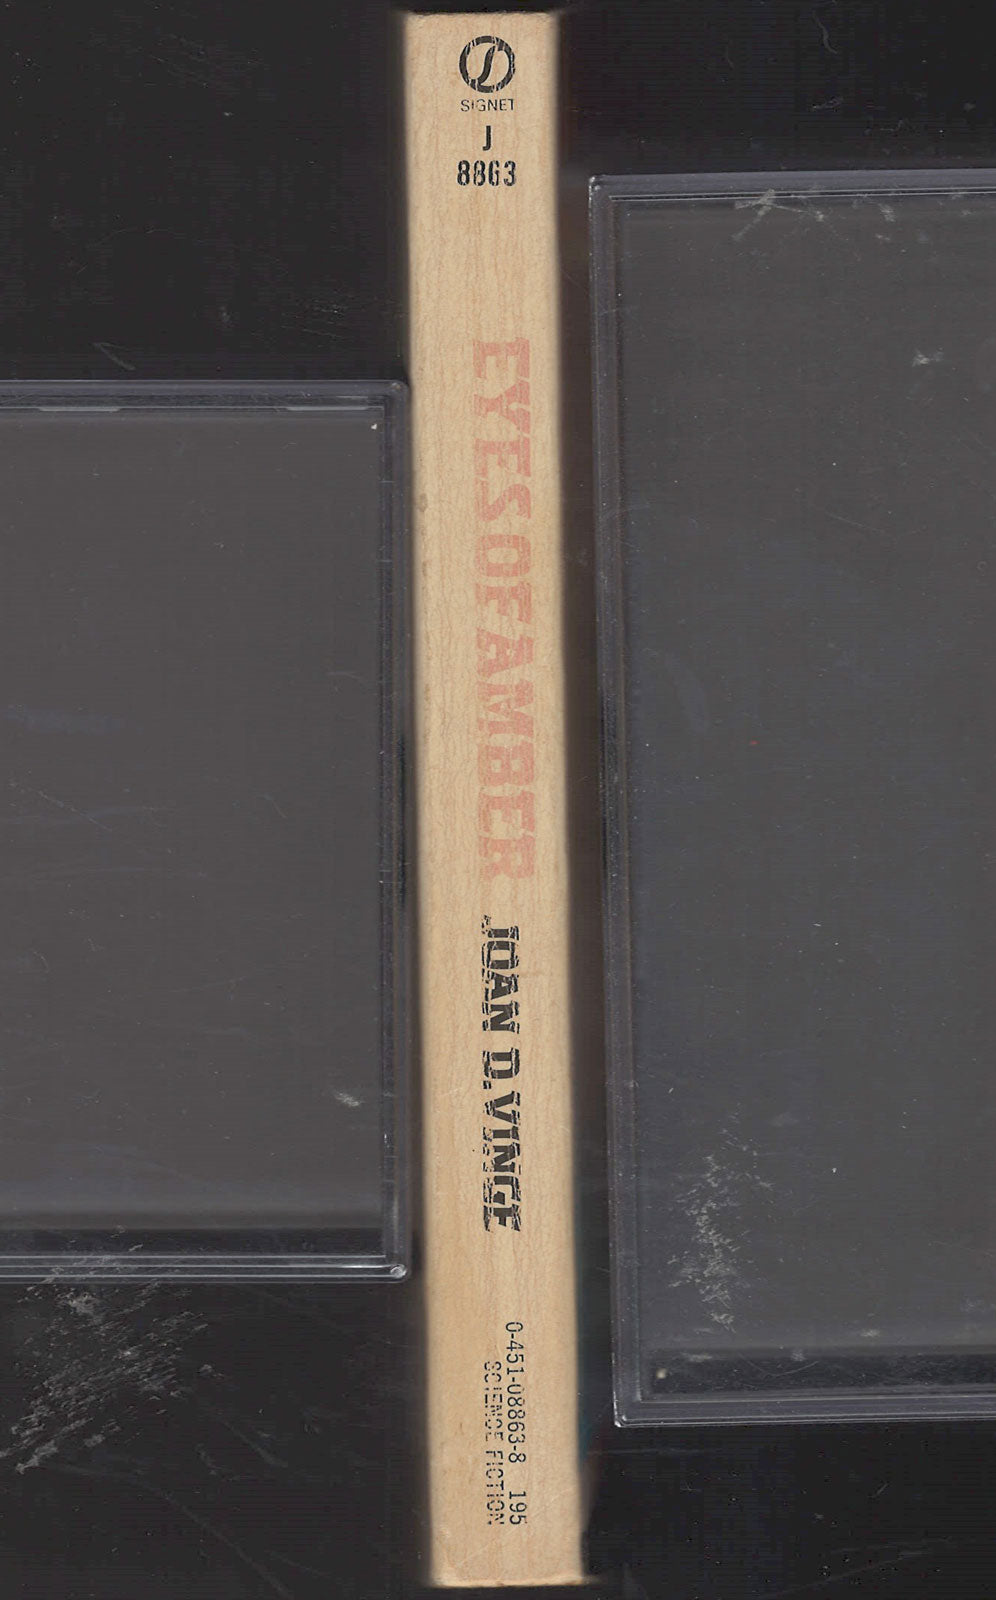 SIGNET
J
8863
EYES OF AMBER
JOAN D. VINGE
0-451-08863-8 195
SCIENCE FICTION